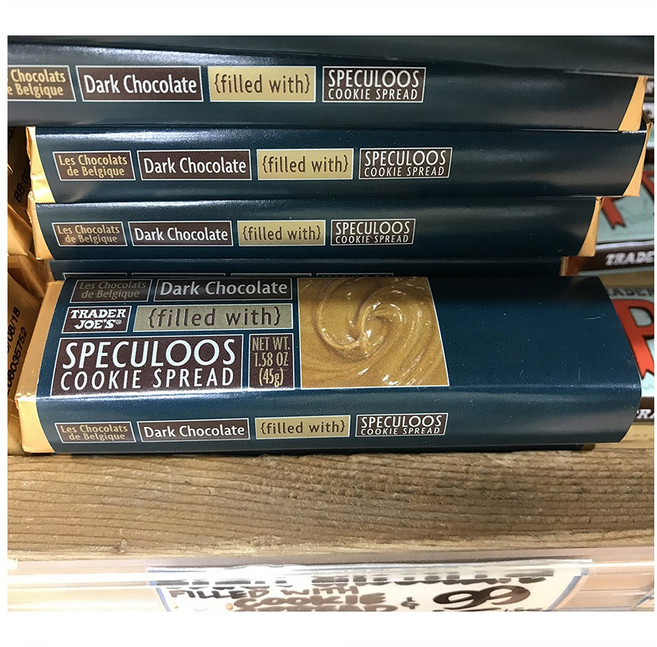 Chocolats Dark Chocolate {filled with} SPECULOOS
Belgique COOKIE SPREAD
Les Chocolats Dark Chocolate {filled with} SPECULOOS
de Belgique COOKIE SPREAD
Les Chocolats Dark Chocolate {filled with} SPECULOOS
de Belgique COOKIE SPREAD
Les Chocolats Dark Chocolate
de Belgique
TRADER {filled with}
JOE'S®
SPECULOOS
COOKIE SPREAD
NET WT.
1.58 OZ
(45g)
Les Chocolats Dark Chocolate {filled with} SPECULOOS
de Belgique COOKIE SPREAD
TRADER
FILLED WITH
COOKIE
99